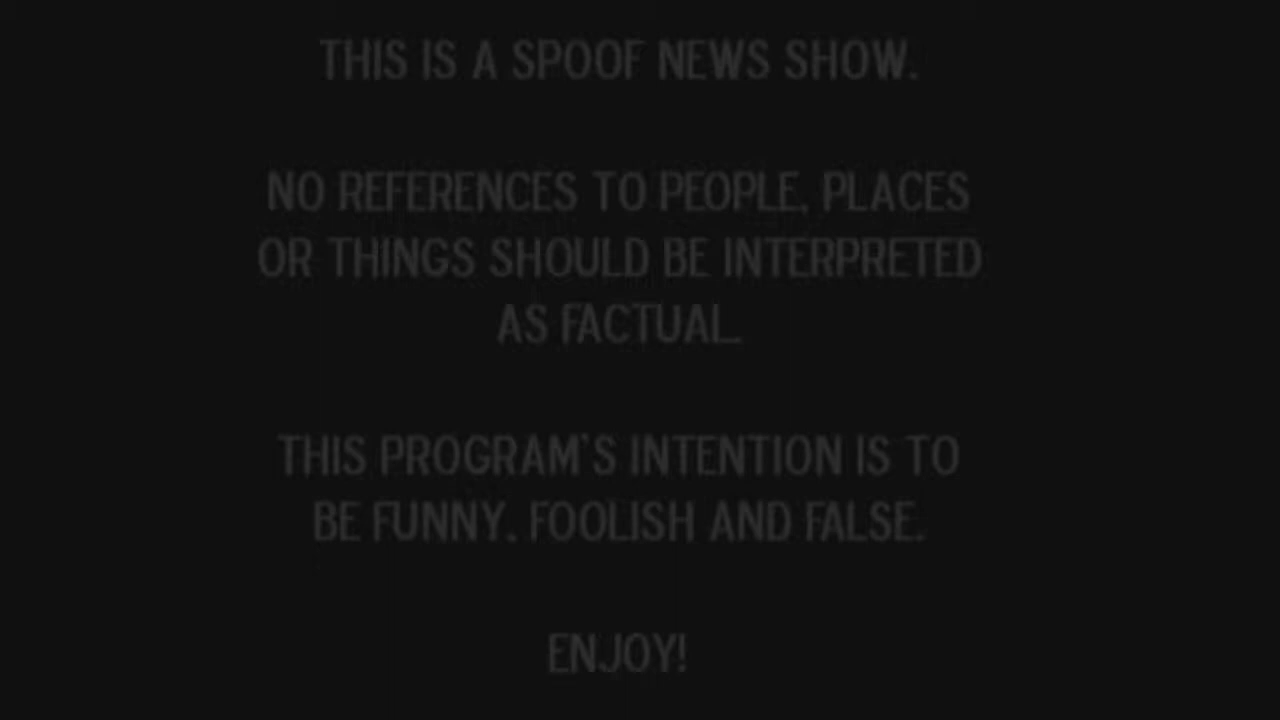 THIS IS A SPOOF NEWS SHOW.
NO REFERENCES TO PEOPLE, PLACES
OR THINGS SHOULD BE INTERPRETED
AS FACTUAL.
THIS PROGRAM'S INTENTION IS TO
BE FUNNY, FOOLISH AND FALSE.
ENJOY!